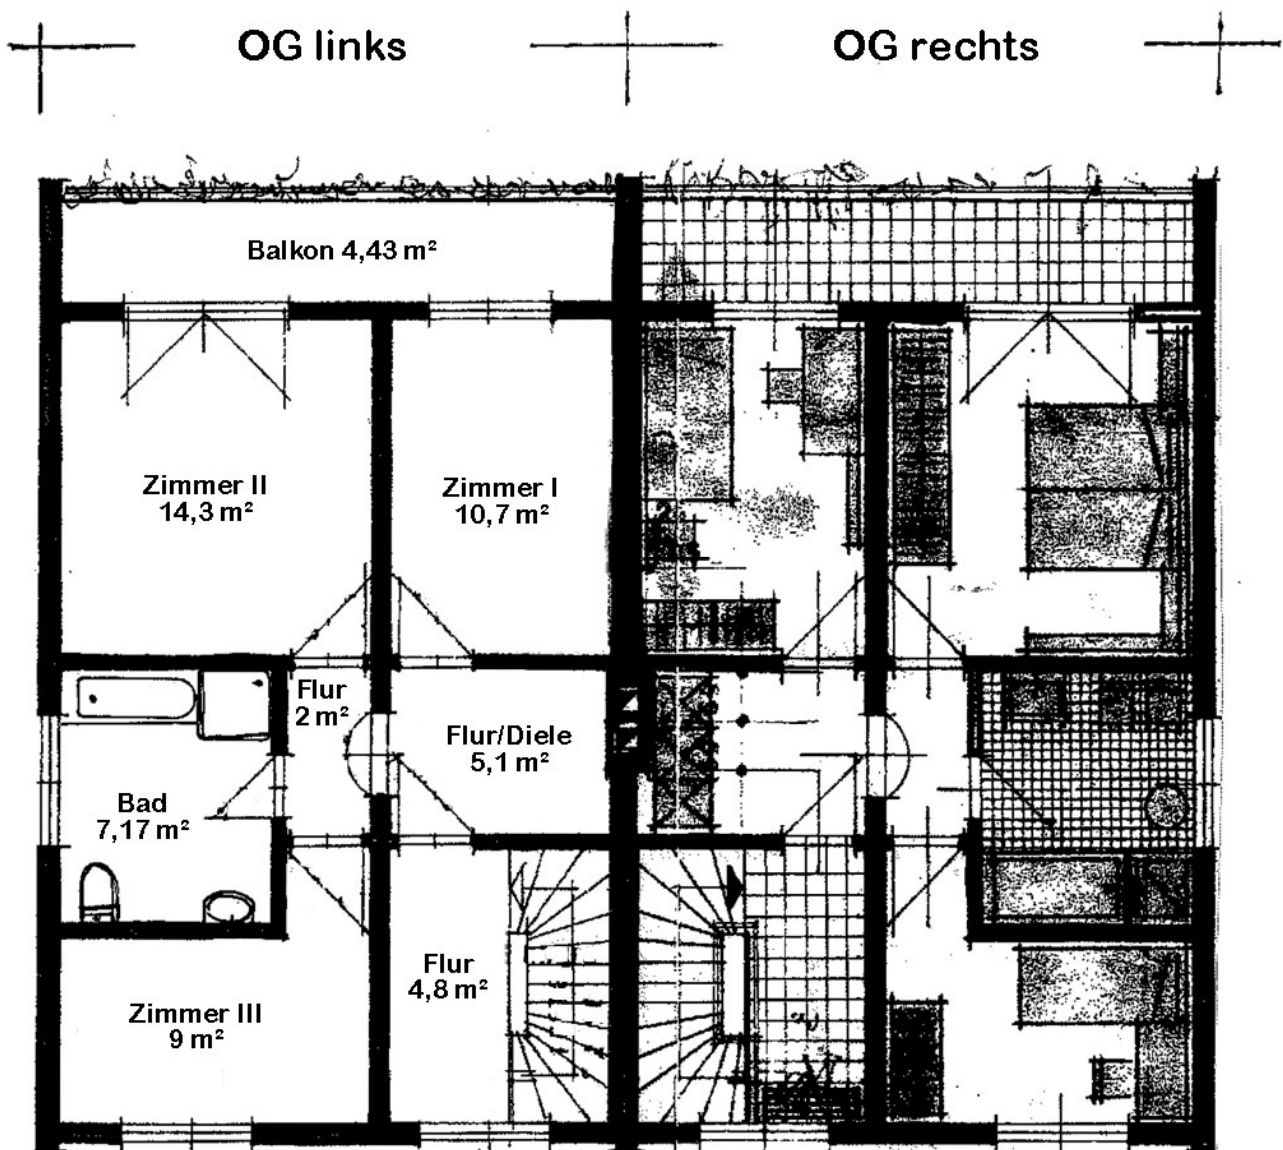 OG links
OG rechts
Balkon 4,43 m²
Zimmer II
14,3 m²
Zimmer I
10,7 m²
Flur
2 m²
Flur/Diele
5,1 m²
Bad
7,17 m²
Flur
4,8 m²
Zimmer III
9 m²